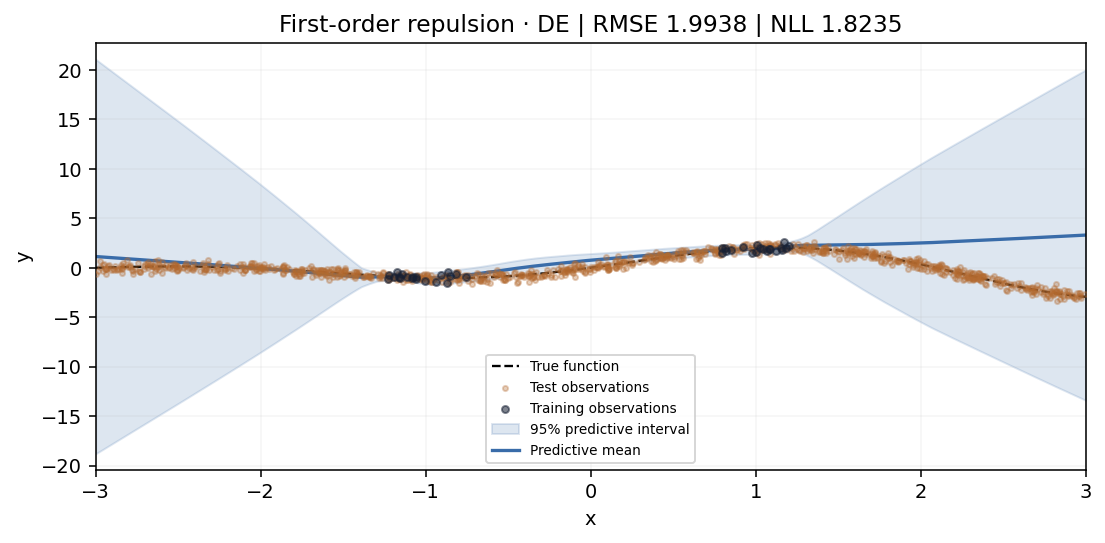 First-order repulsion · DE | RMSE 1.9938 | NLL 1.8235
20
15
10
5
0
−5
−10
−15
−20
y
True function
Test observations
Training observations
95% predictive interval
Predictive mean
−3 −2 −1 0 1 2 3
x